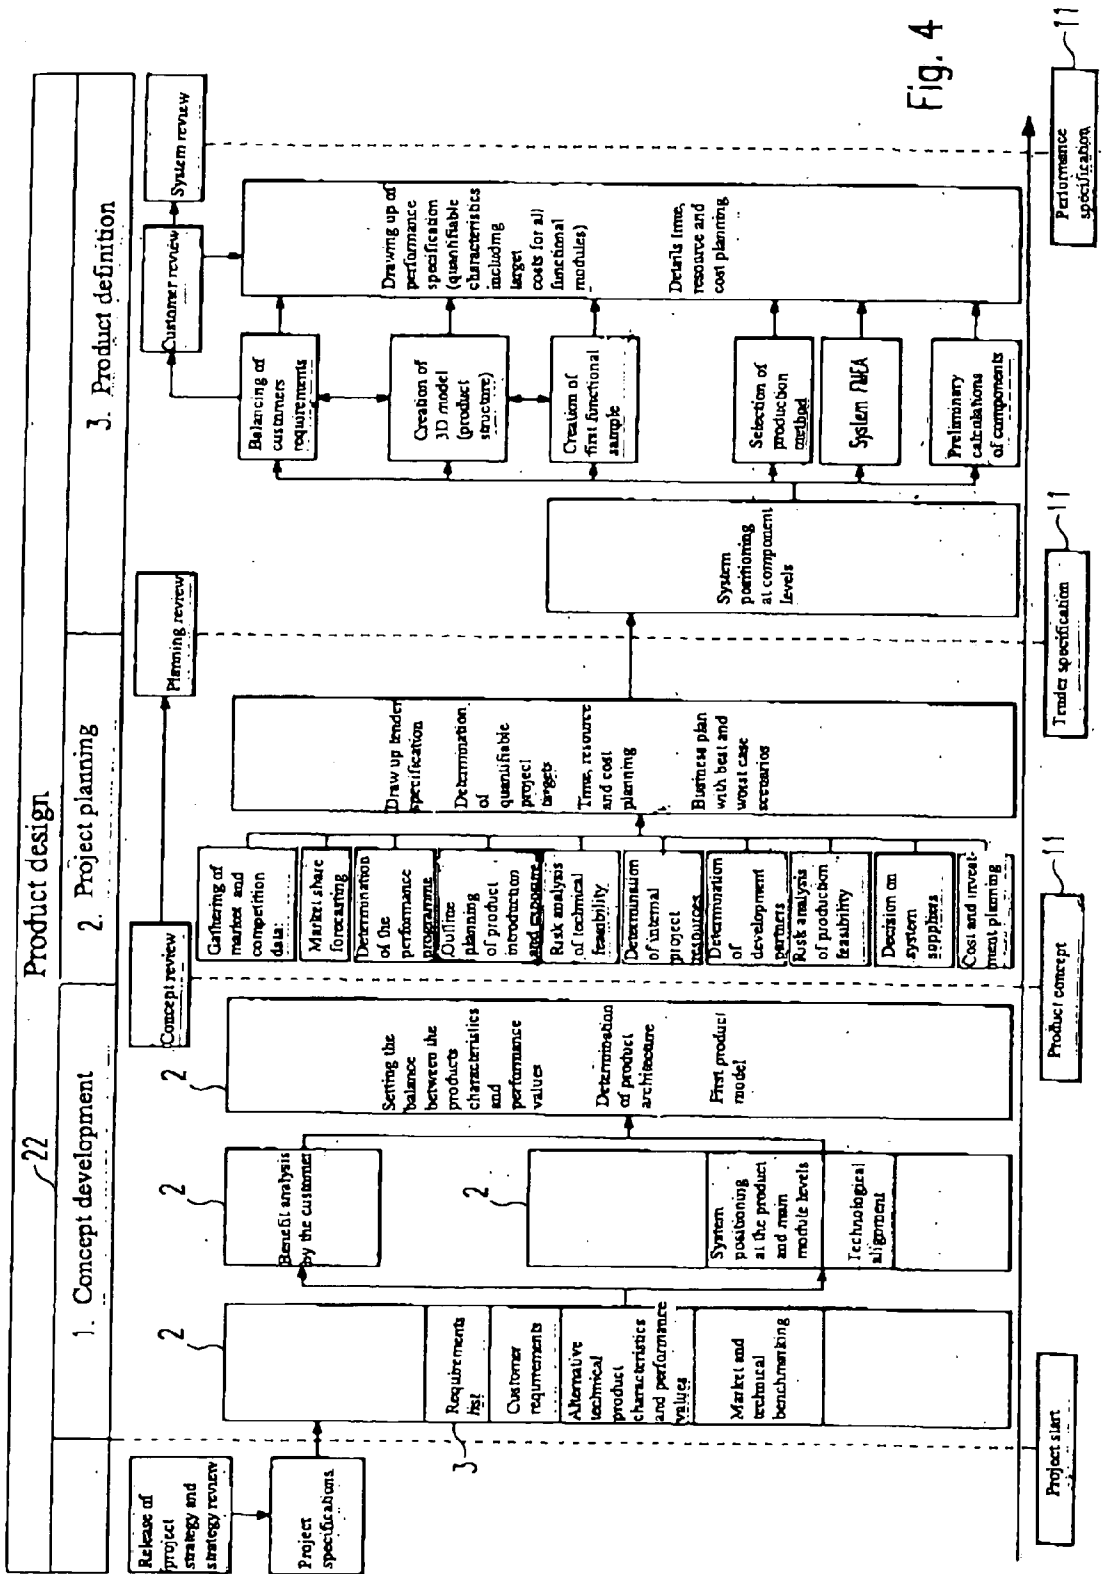 Product design
22
1. Concept development
2. Project planning
3. Product definition
Release of
project
strategy and
strategy review
Concept review
Planning review
Customer review
System review
Project
specifications
2
3
Requirements
list
Customer
requirements
Alternative
technical
product
characteristics
and performance
values
Market and
technical
benchmarking
2
Benefit analysis
by the customer
2
System
positioning
at the product
and main
module levels
Technological
alignment
2
Setting the
balance
between the
products
characteristics
and
performance
values
Determination
of product
architecture
First product
model
Gathering of
market and
competition
data:
Market share
forecasting
Determination
of the
performance
programme
Outline
planning
of product
introduction
and exposure
Risk analysis
of technical
feasibility
Determination
of internal
project
resources
Determination
of
development
partners
Risk analysis
of production
feasibility
Decision on
system
suppliers
Cost and invest-
ment planning
Draw up tender
specification
Determination
of
quantifiable
project
targets
Time, resource
and cost
planning
Business plan
with best and
worst case
scenarios
System
positioning
at component
levels
Balancing of
customers
requirements
Creation of
3D model
(product
structure)
Creation of
first functional
sample
Selection of
production
method
System FMEA
Preliminary
calculations
of components
Drawing up of
performance
specification
(quantifiable
characteristics
including
target
costs for all
functional
modules)
Details time,
resource and
cost planning
Project start
Product concept
11
Tender specification
11
Performance
specification
11
Fig. 4